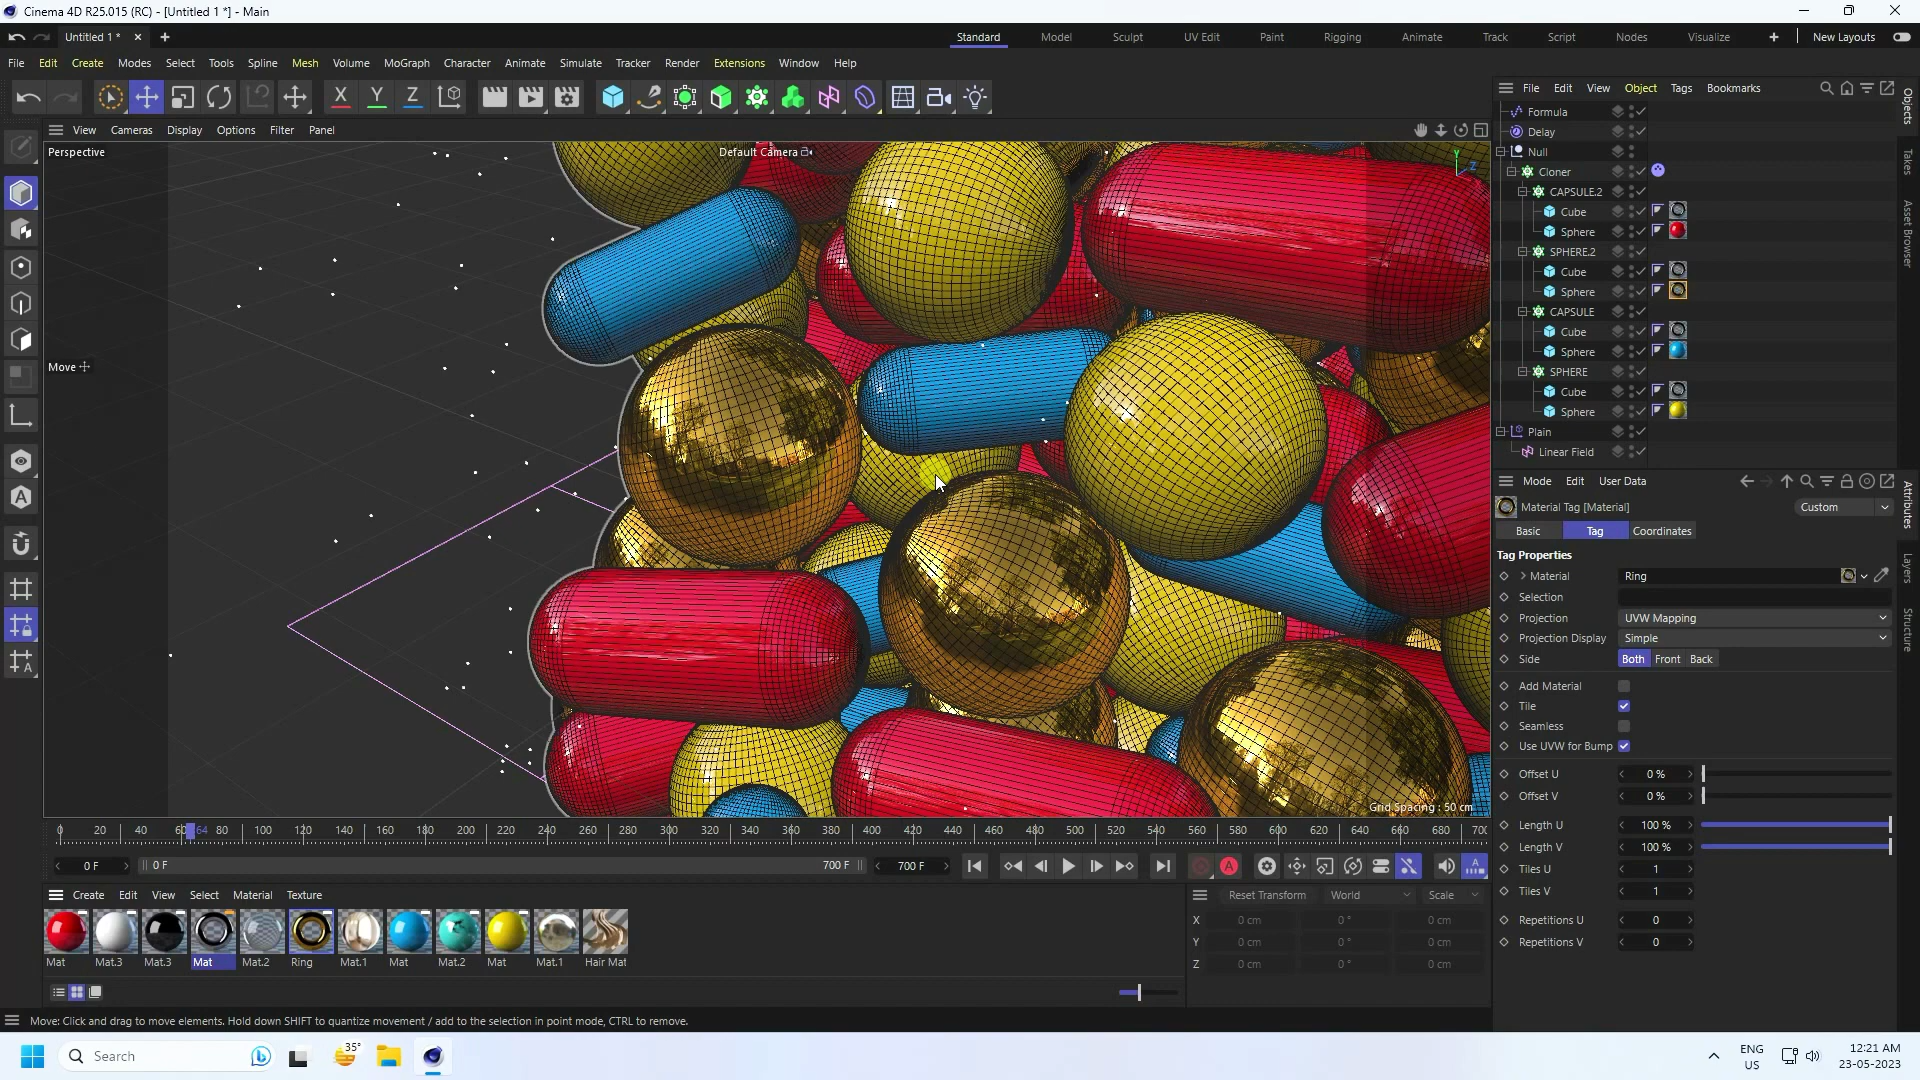 Cinema 4D R25.015 (RC) - [Untitled 1 *] - Main
Untitled 1 *
Standard Model Sculpt UV Edit Paint Rigging Animate Track Script Nodes Visualize New Layouts
File Edit Create Modes Select Tools Spline Mesh Volume MoGraph Character Animate Simulate Tracker Render Extensions Window Help
X Y Z
File Edit View Object Tags Bookmarks
View Cameras Display Options Filter Panel
Perspective
Default Camera
Y
Z
Move
Grid Spacing : 50 cm
Formula
Delay
Null
Cloner
CAPSULE.2
Cube
Sphere
SPHERE.2
Cube
Sphere
CAPSULE
Cube
Sphere
SPHERE
Cube
Sphere
Plain
Linear Field
Objects
Takes
Asset Browser
Attributes
Layers
Structure
Mode Edit User Data
Material Tag [Material]
Custom
Basic Tag Coordinates
Tag Properties
Material Ring
Selection
Projection UVW Mapping
Projection Display Simple
Side Both Front Back
Add Material
Tile
Seamless
Use UVW for Bump
Offset U 0 %
Offset V 0 %
Length U 100 %
Length V 100 %
Tiles U 1
Tiles V 1
Repetitions U 0
Repetitions V 0
0 20 40 60 64 80 100 120 140 160 180 200 220 240 260 280 300 320 340 360 380 400 420 440 460 480 500 520 540 560 580 600 620 640 660 680 700
0 F 0 F 700 F 700 F
Create Edit View Select Material Texture
Mat Mat.3 Mat.3 Mat Mat.2 Ring Mat.1 Mat Mat.2 Mat Mat.1 Hair Mat
Reset Transform World Scale
X 0 cm 0 ° 0 cm
Y 0 cm 0 ° 0 cm
Z 0 cm 0 ° 0 cm
Move: Click and drag to move elements. Hold down SHIFT to quantize movement / add to the selection in point mode, CTRL to remove.
Search
35°
ENG
US
12:21 AM
23-05-2023